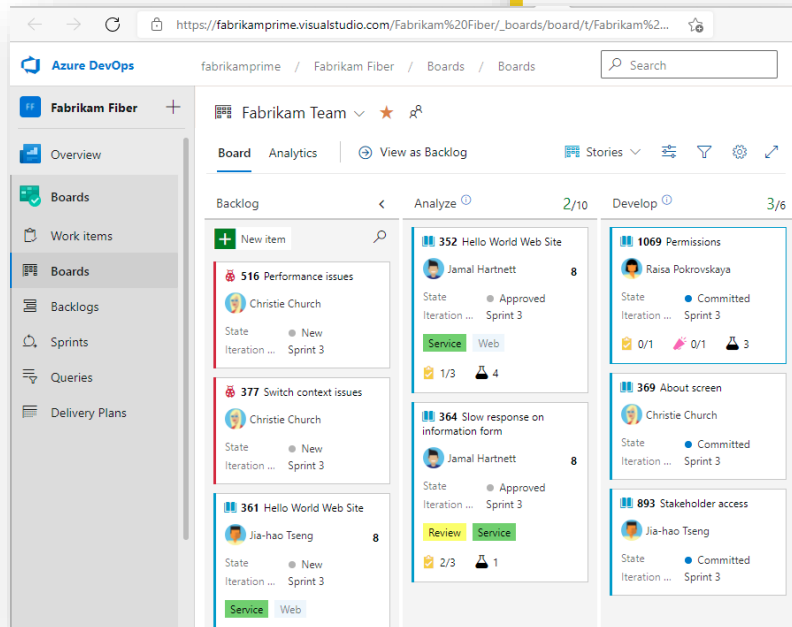 https://fabrikamprime.visualstudio.com/Fabrikam%20Fiber/_boards/board/t/Fabrikam%2...
Azure DevOps
fabrikamprime / Fabrikam Fiber / Boards / Boards
Search
FF Fabrikam Fiber
Overview
Boards
Work items
Boards
Backlogs
Sprints
Queries
Delivery Plans
Fabrikam Team
Board Analytics View as Backlog Stories
Backlog
New item
516 Performance issues
Christie Church
State New
Iteration ... Sprint 3
377 Switch context issues
Christie Church
State New
Iteration ... Sprint 3
361 Hello World Web Site
Jia-hao Tseng 8
State New
Iteration ... Sprint 3
Service Web
Analyze 2/10
352 Hello World Web Site
Jamal Hartnett 8
State Approved
Iteration ... Sprint 3
Service Web
1/3 4
364 Slow response on
information form
Jamal Hartnett 8
State Approved
Iteration ... Sprint 3
Review Service
2/3 1
Develop 3/6
1069 Permissions
Raisa Pokrovskaya
State Committed
Iteration ... Sprint 3
0/1 0/1 3
369 About screen
Christie Church
State Committed
Iteration ... Sprint 3
893 Stakeholder access
Jia-hao Tseng
State Committed
Iteration ... Sprint 3